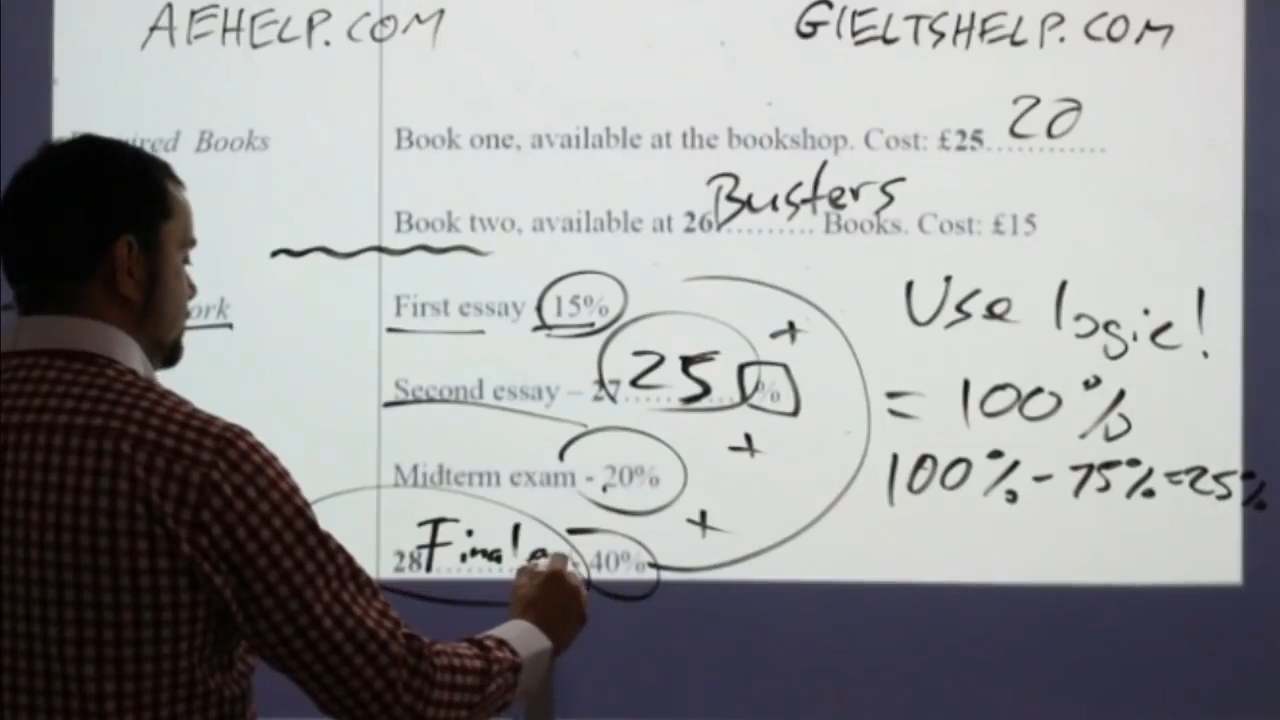 AEHELP.COM
GIELTSHELP.COM
Required Books
Book one, available at the bookshop. Cost: £25.20..........
Book two, available at 26 Busters .......... Books. Cost: £15
ork
First essay 15%
Second essay – 27 25 %
Midterm exam - 20%
28 Final e - 40%
+
+
+
Use logic!
= 100%
100% - 75% = 25%